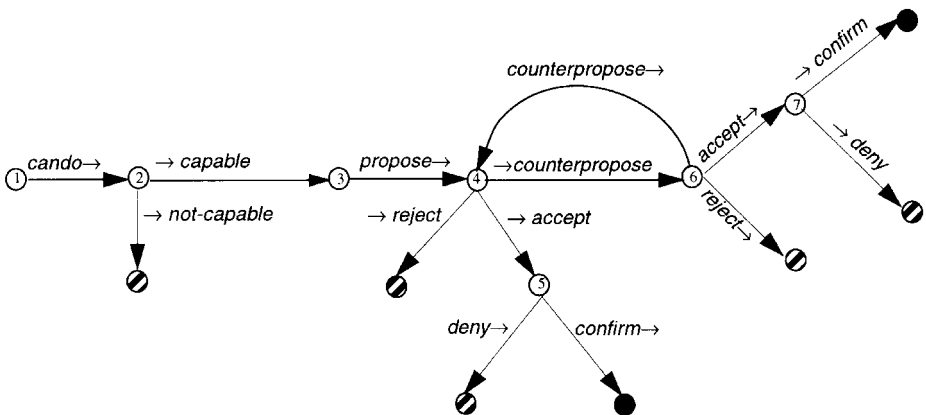 → confirm
counterpropose→
7
accept→
→ deny
cando→
→ capable
propose→
→counterpropose
1
2
3
4
6
→ not-capable
→ reject
→ accept
reject→
5
deny→
confirm→